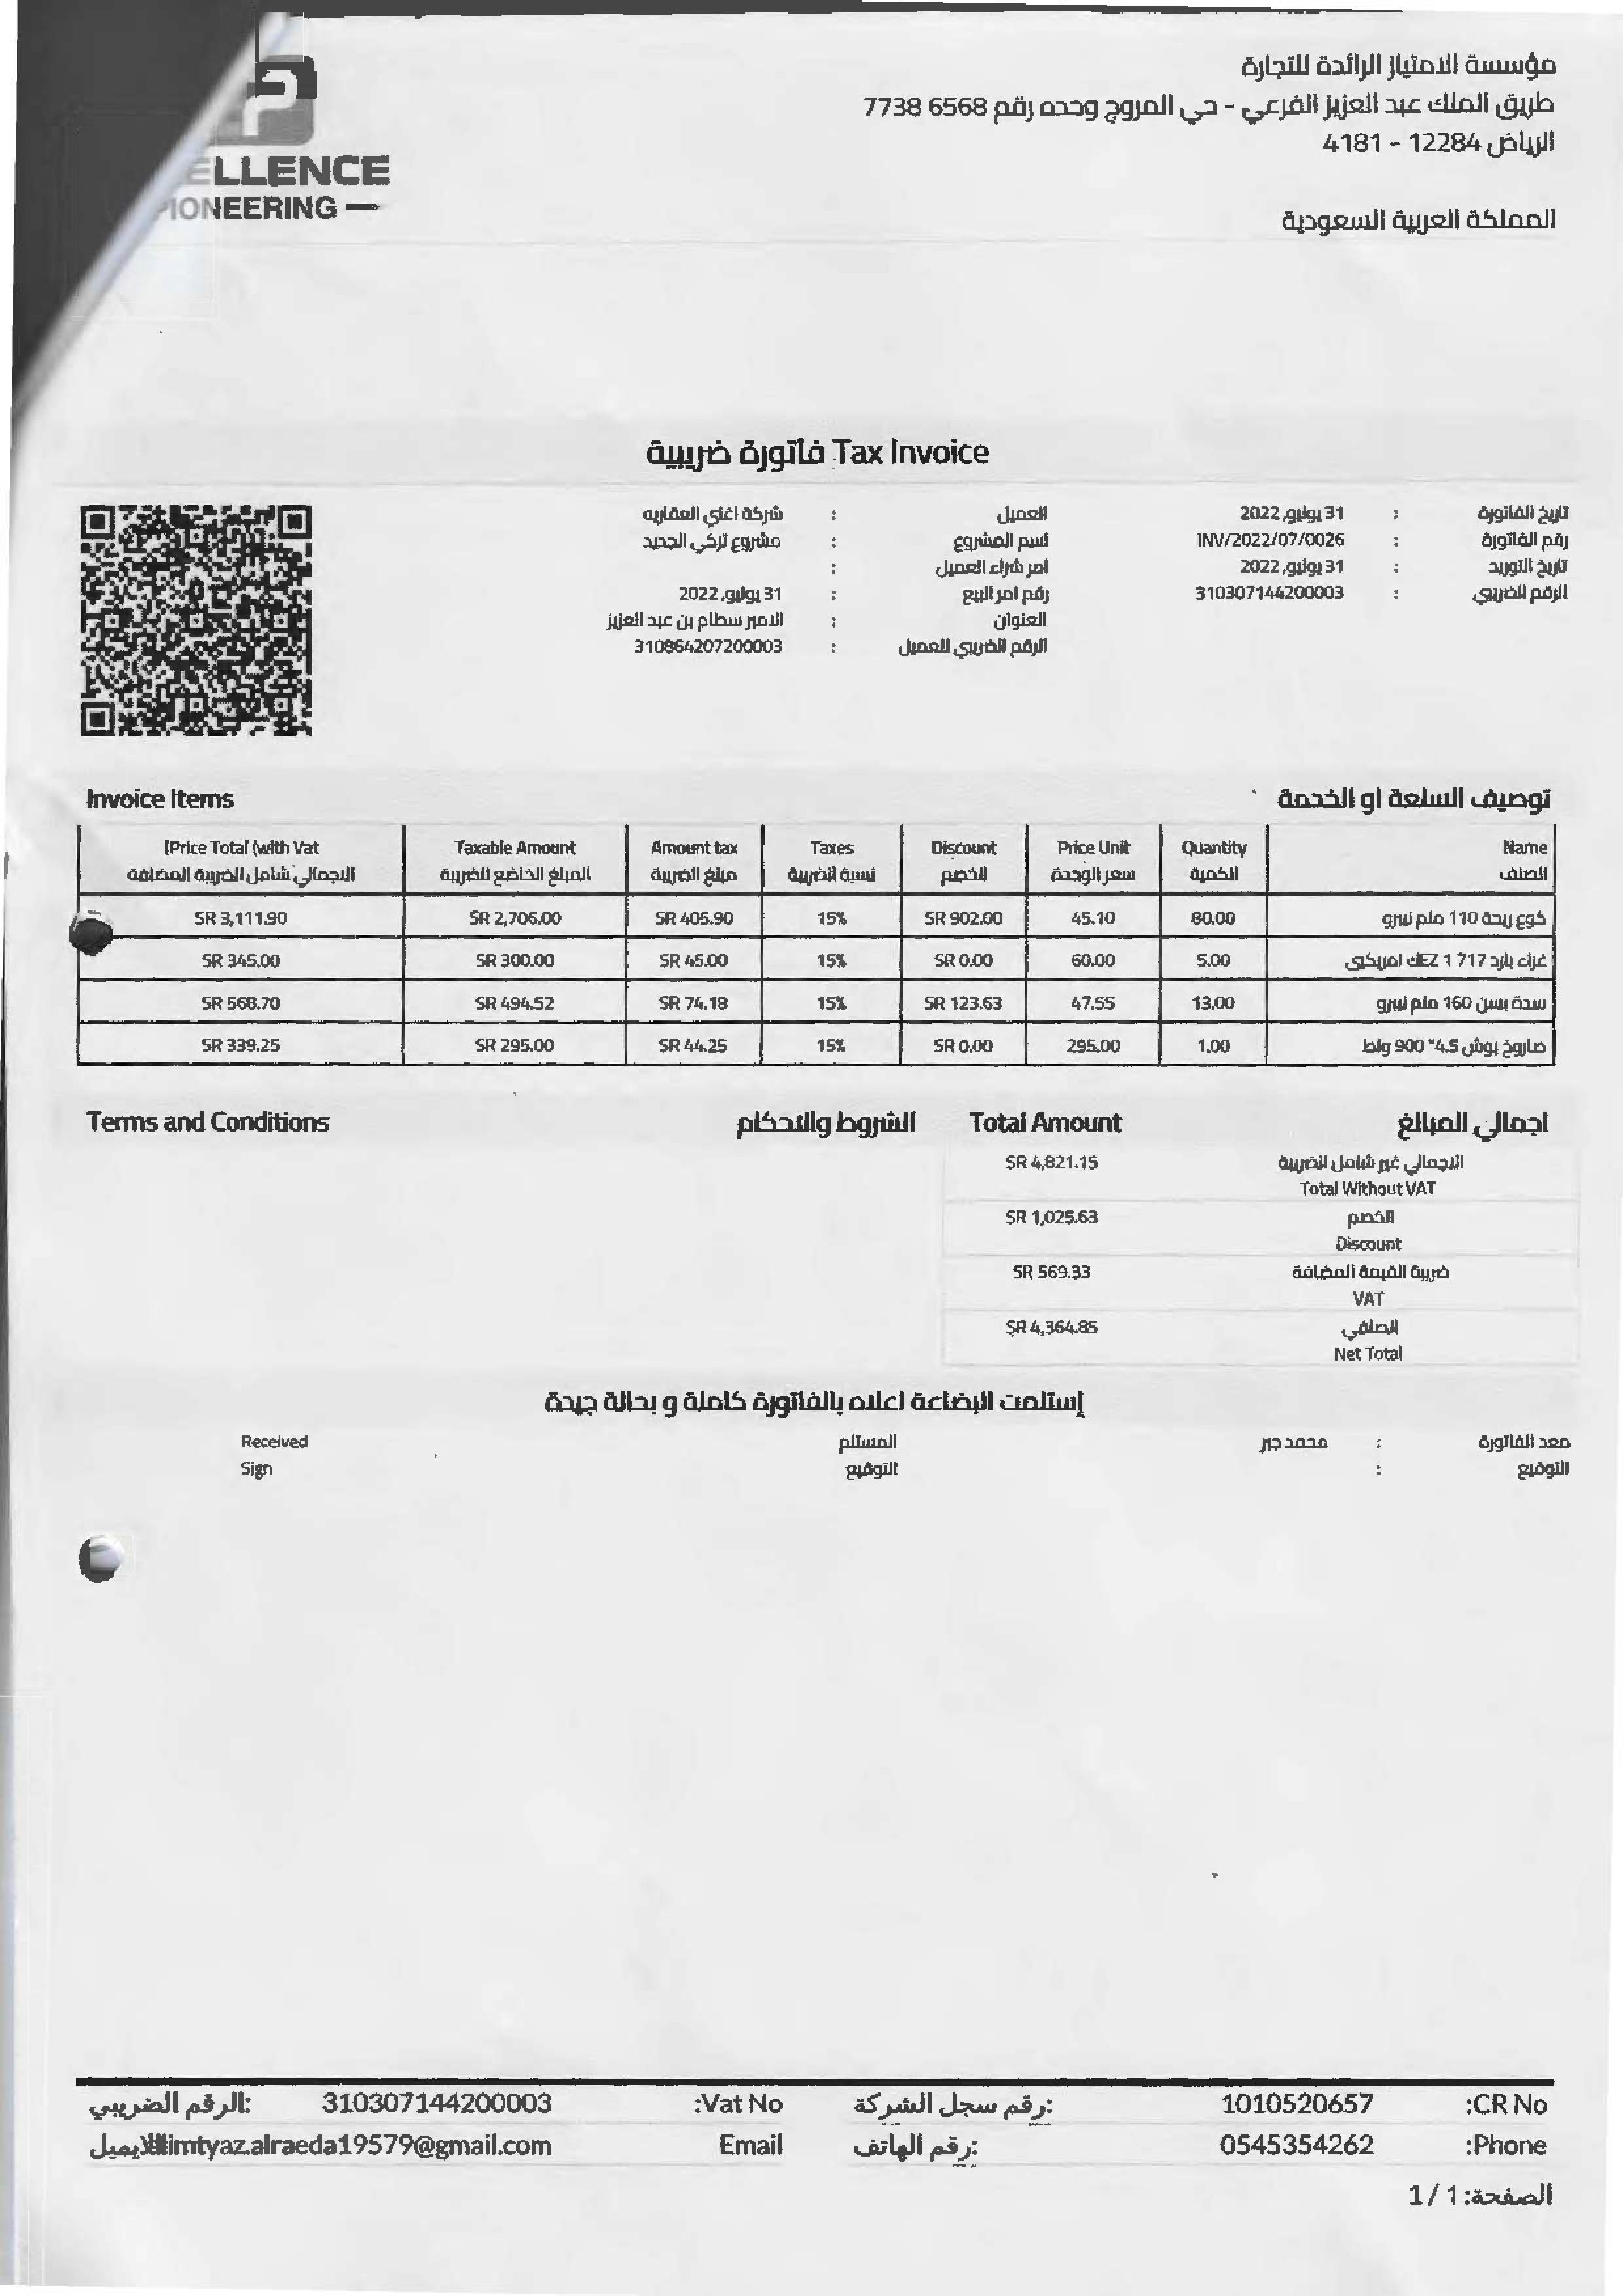 مؤسسة الامتياز الرائدة للتجارة
طريق الملك عبد العزيز الفرعي - حي المروج وحده رقم 6568 7738
الرياض 12284 - 4181
المملكة العربية السعودية
ELLENCE
PIONEERING
فاتورة ضريبية Tax Invoice
تاريخ الفاتورة : 31 يوليو, 2022
رقم الفاتورة : INV/2022/07/0026
تاريخ التوريد : 31 يوليو, 2022
الرقم الضريبي : 310307144200003
العميل : شركة اغنى العقاريه
اسم المشروع : مشروع تركي الجديد
امر شراء العميل :
رقم امر البيع : 31 يوليو, 2022
العنوان : الامير سطام بن عبد العزيز
الرقم الضريبي للعميل : 310864207200003
توصيف السلعة او الخدمة Invoice Items
Name Quantity Price Unit Discount Taxes Amount tax Taxable Amount (Price Total (with Vat
الصنف الكمية سعر الوحدة الخصم نسبة الضريبة مبلغ الضريبة المبلغ الخاضع للضريبة الاجمالي شامل الضريبة المضافة
كوع ريحة 110 ملم نيرو 80.00 45.10 SR 902.00 15% SR 405.90 SR 2,706.00 SR 3,111.90
غراء بارد 717 EZ 1ك امريكى 5.00 60.00 SR 0.00 15% SR 45.00 SR 300.00 SR 345.00
سدة بسن 160 ملم نيرو 13.00 47.55 SR 123.63 15% SR 74.18 SR 494.52 SR 568.70
صاروخ بوش 4.5" 900 واط 1.00 295.00 SR 0.00 15% SR 44.25 SR 295.00 SR 339.25
اجمالي المبالغ Total Amount
الشروط والاحكام Terms and Conditions
الاجمالي غير شامل الضريبة SR 4,821.15
Total Without VAT
الخصم SR 1,025.63
Discount
ضريبة القيمة المضافة SR 569.33
VAT
الصافي SR 4,364.85
Net Total
إستلمت البضاعة اعلاه بالفاتورة كاملة و بحالة جيدة
معد الفاتورة : محمد جبر المستلم Received
التوقيع : التوقيع Sign
CR No: 1010520657 رقم سجل الشركة: Vat No: 310307144200003 الرقم الضريبي:
Phone: 0545354262 رقم الهاتف: Email imtyaz.alraeda19579@gmail.com
الصفحة: 1 / 1